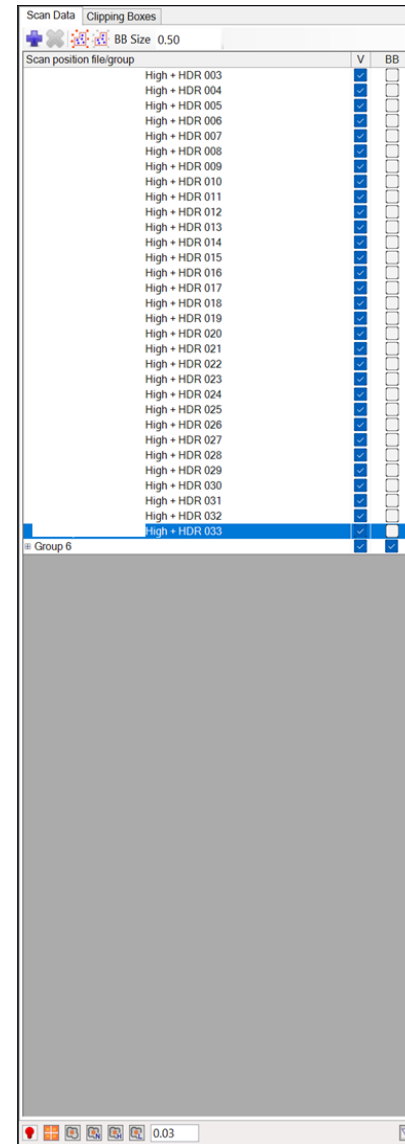 Scan Data Clipping Boxes
BB Size 0.50
Scan position file/group V BB
High + HDR 003
High + HDR 004
High + HDR 005
High + HDR 006
High + HDR 007
High + HDR 008
High + HDR 009
High + HDR 010
High + HDR 011
High + HDR 012
High + HDR 013
High + HDR 014
High + HDR 015
High + HDR 016
High + HDR 017
High + HDR 018
High + HDR 019
High + HDR 020
High + HDR 021
High + HDR 022
High + HDR 023
High + HDR 024
High + HDR 025
High + HDR 026
High + HDR 027
High + HDR 028
High + HDR 029
High + HDR 030
High + HDR 031
High + HDR 032
High + HDR 033
Group 6
0.03